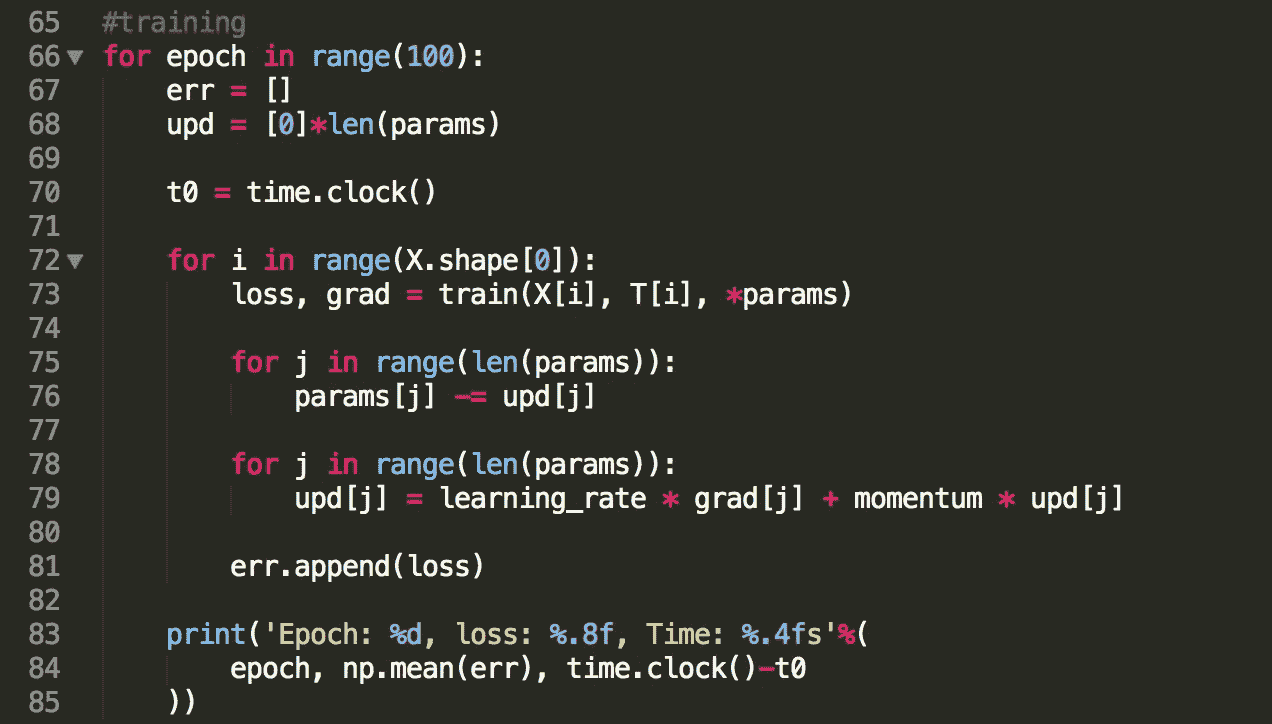 65 #training
66 for epoch in range(100):
67     err = []
68     upd = [0]*len(params)
69
70     t0 = time.clock()
71
72     for i in range(X.shape[0]):
73         loss, grad = train(X[i], T[i], *params)
74
75         for j in range(len(params)):
76             params[j] -= upd[j]
77
78         for j in range(len(params)):
79             upd[j] = learning_rate * grad[j] + momentum * upd[j]
80
81         err.append(loss)
82
83     print('Epoch: %d, loss: %.8f, Time: %.4fs'%(
84         epoch, np.mean(err), time.clock()-t0
85     ))